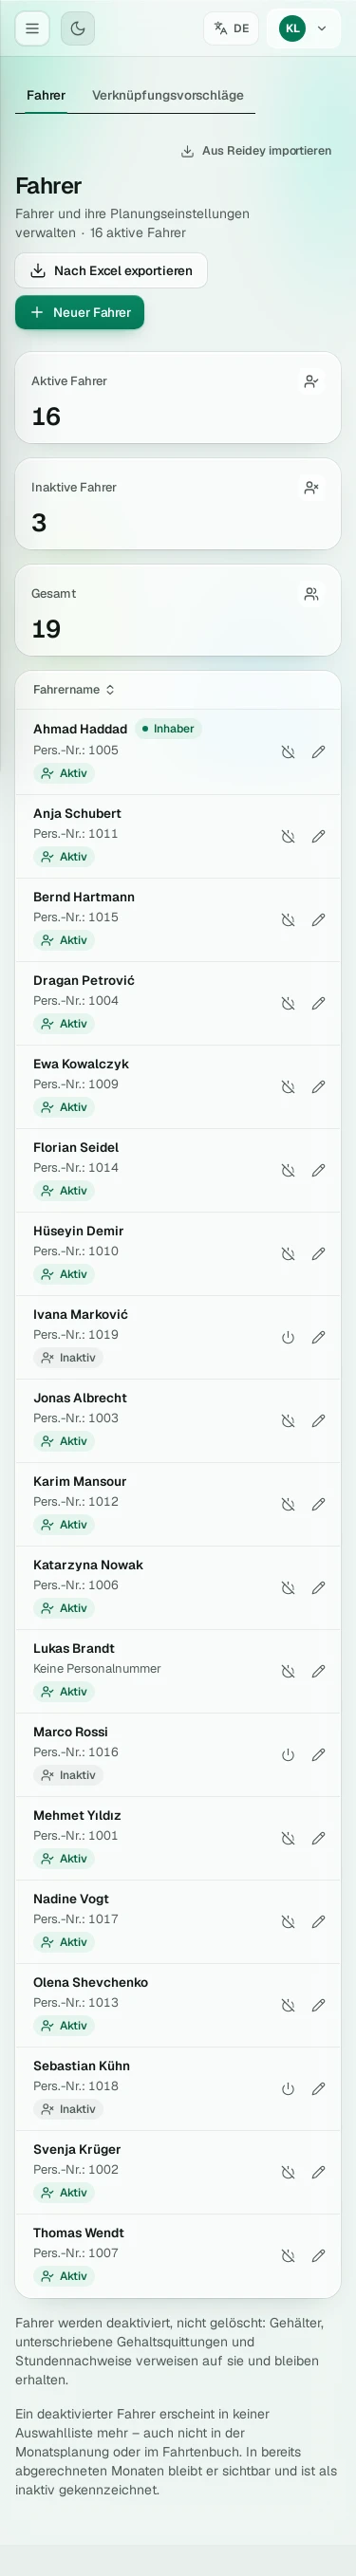 DE
KL
Fahrer
Verknüpfungsvorschläge
Aus Reidey importieren
Fahrer
Fahrer und ihre Planungseinstellungen
verwalten · 16 aktive Fahrer
Nach Excel exportieren
Neuer Fahrer
Aktive Fahrer
16
Inaktive Fahrer
3
Gesamt
19
Fahrername
Ahmad Haddad Inhaber
Pers.-Nr.: 1005
Aktiv
Anja Schubert
Pers.-Nr.: 1011
Aktiv
Bernd Hartmann
Pers.-Nr.: 1015
Aktiv
Dragan Petrović
Pers.-Nr.: 1004
Aktiv
Ewa Kowalczyk
Pers.-Nr.: 1009
Aktiv
Florian Seidel
Pers.-Nr.: 1014
Aktiv
Hüseyin Demir
Pers.-Nr.: 1010
Aktiv
Ivana Marković
Pers.-Nr.: 1019
Inaktiv
Jonas Albrecht
Pers.-Nr.: 1003
Aktiv
Karim Mansour
Pers.-Nr.: 1012
Aktiv
Katarzyna Nowak
Pers.-Nr.: 1006
Aktiv
Lukas Brandt
Keine Personalnummer
Aktiv
Marco Rossi
Pers.-Nr.: 1016
Inaktiv
Mehmet Yıldız
Pers.-Nr.: 1001
Aktiv
Nadine Vogt
Pers.-Nr.: 1017
Aktiv
Olena Shevchenko
Pers.-Nr.: 1013
Aktiv
Sebastian Kühn
Pers.-Nr.: 1018
Inaktiv
Svenja Krüger
Pers.-Nr.: 1002
Aktiv
Thomas Wendt
Pers.-Nr.: 1007
Aktiv
Fahrer werden deaktiviert, nicht gelöscht: Gehälter,
unterschriebene Gehaltsquittungen und
Stundennachweise verweisen auf sie und bleiben
erhalten.
Ein deaktivierter Fahrer erscheint in keiner
Auswahlliste mehr – auch nicht in der
Monatsplanung oder im Fahrtenbuch. In bereits
abgerechneten Monaten bleibt er sichtbar und ist als
inaktiv gekennzeichnet.